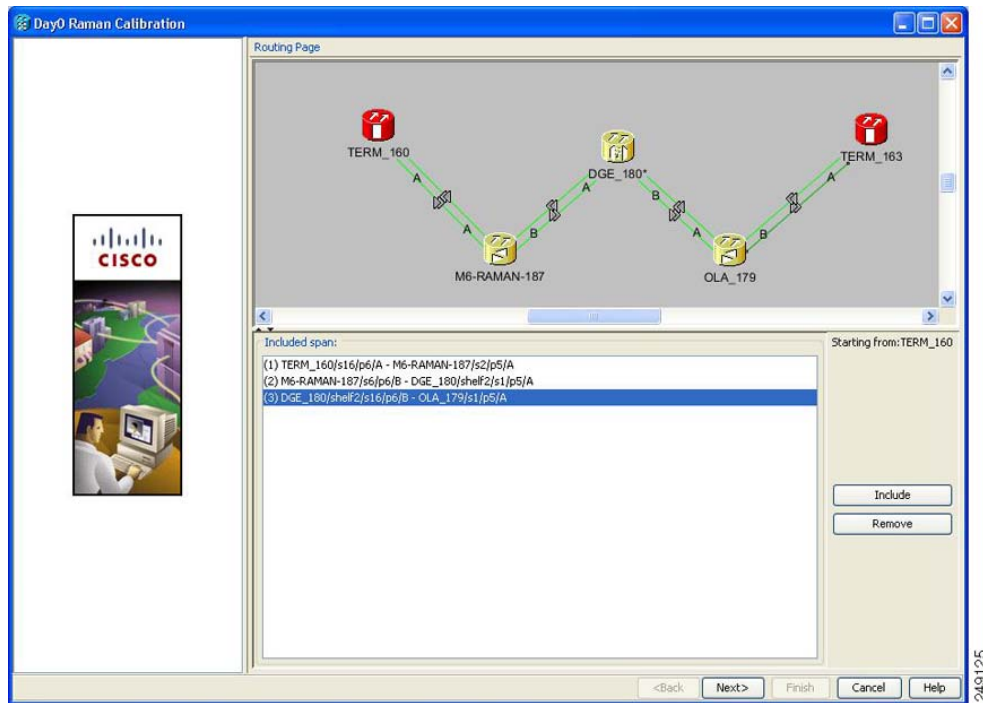 Day0 Raman Calibration
CISCO
Routing Page
TERM_160
DGE_180*
TERM_163
A
A
A
B
A
B
A
B
M6-RAMAN-187
OLA_179
Included span:
Starting from:TERM_160
(1) TERM_160/s16/p6/A - M6-RAMAN-187/s2/p5/A
(2) M6-RAMAN-187/s6/p6/B - DGE_180/shelf2/s1/p5/A
(3) DGE_180/shelf2/s16/p6/B - OLA_179/s1/p5/A
Include
Remove
<Back
Next>
Finish
Cancel
Help
249125